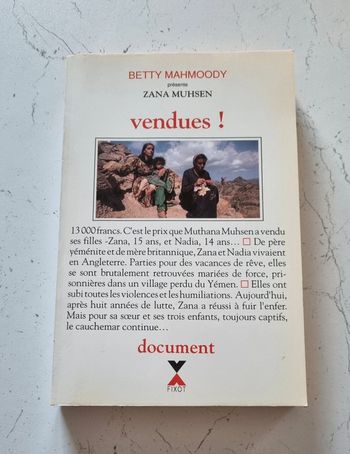 BETTY MAHMOODY
présente
ZANA MUHSEN
vendues !
13 000 francs. C'est le prix que Muthana Muhsen a vendu
ses filles -Zana, 15 ans, et Nadia, 14 ans... □ De père
yéménite et de mère britannique, Zana et Nadia vivaient
en Angleterre. Parties pour des vacances de rêve, elles
se sont brutalement retrouvées mariées de force, pri-
sonnières dans un village perdu du Yémen. □ Elles ont
subi toutes les violences et les humiliations. Aujourd'hui,
après huit années de lutte, Zana a réussi à fuir l'enfer.
Mais pour sa sœur et ses trois enfants, toujours captifs,
le cauchemar continue...
document
FIXOT